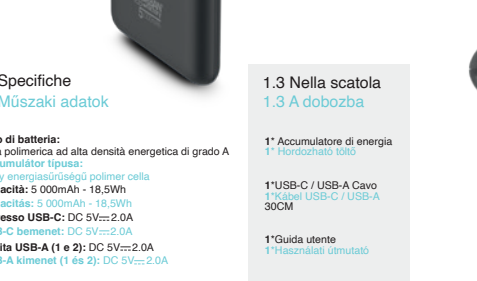 Specifiche
Műszaki adatok
o di batteria:
a polimerica ad alta densità energetica di grado A
umulátor típusa:
y energiasűrűségű polimer cella
acità: 5 000mAh - 18,5Wh
acitás: 5 000mAh - 18,5Wh
esso USB-C: DC 5V⎓2.0A
B-C bemenet: DC 5V⎓2.0A
ita USB-A (1 e 2): DC 5V⎓2.0A
B-A kimenet (1 és 2): DC 5V⎓2.0A
1.3 Nella scatola
1.3 A dobozba
1* Accumulatore di energia
1* Hordozható töltő
1*USB-C / USB-A Cavo
1*Kábel USB-C / USB-A
30CM
1*Guida utente
1*Használati útmutató